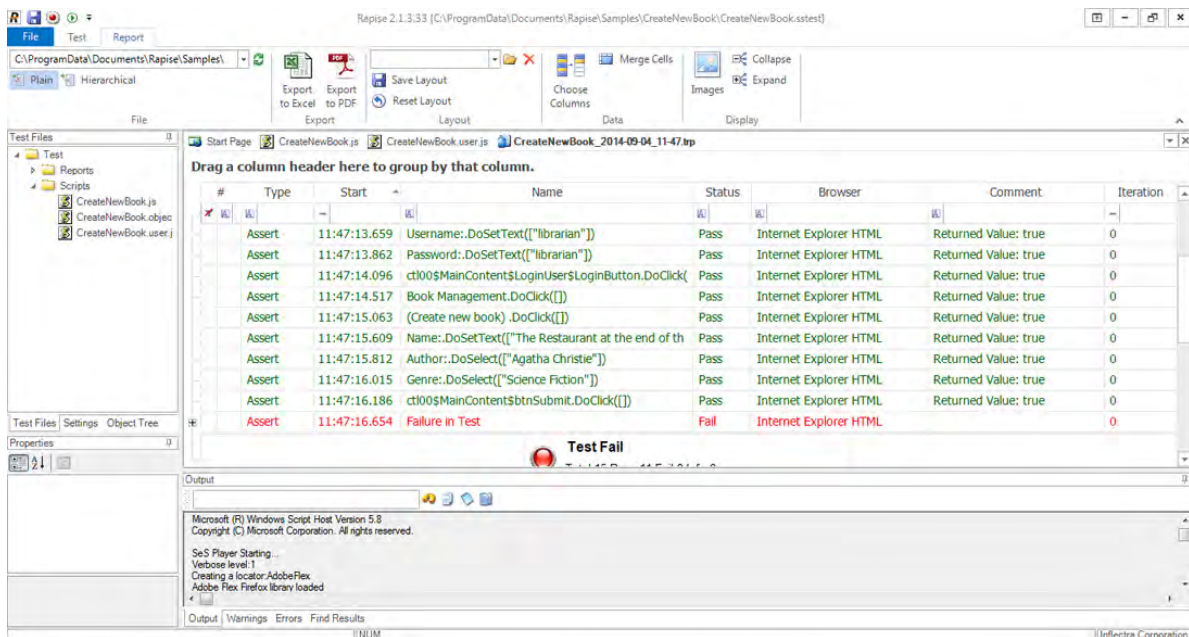 Rapise 2.1.3.33 [C:\ProgramData\Documents\Rapise\Samples\CreateNewBook\CreateNewBook.sstest]
File Test Report
C:\ProgramData\Documents\Rapise\Samples\
Plain Hierarchical
Export to Excel
Export to PDF
Save Layout
Reset Layout
Choose Columns
Merge Cells
Images
Collapse
Expand
File Export Layout Data Display
Test Files
Test
Reports
Scripts
CreateNewBook.js
CreateNewBook.objec
CreateNewBook.user.j
Test Files Settings Object Tree
Properties
Start Page CreateNewBook.js CreateNewBook.user.js CreateNewBook_2014-09-04_11-47.trp
Drag a column header here to group by that column.
# Type Start Name Status Browser Comment Iteration
Assert 11:47:13.659 Username:.DoSetText(["librarian"]) Pass Internet Explorer HTML Returned Value: true 0
Assert 11:47:13.862 Password:.DoSetText(["librarian"]) Pass Internet Explorer HTML Returned Value: true 0
Assert 11:47:14.096 ctl00$MainContent$LoginUser$LoginButton.DoClick( Pass Internet Explorer HTML Returned Value: true 0
Assert 11:47:14.517 Book Management.DoClick([]) Pass Internet Explorer HTML Returned Value: true 0
Assert 11:47:15.063 (Create new book) .DoClick([]) Pass Internet Explorer HTML Returned Value: true 0
Assert 11:47:15.609 Name:.DoSetText(["The Restaurant at the end of th Pass Internet Explorer HTML Returned Value: true 0
Assert 11:47:15.812 Author:.DoSelect(["Agatha Christie"]) Pass Internet Explorer HTML Returned Value: true 0
Assert 11:47:16.015 Genre:.DoSelect(["Science Fiction"]) Pass Internet Explorer HTML Returned Value: true 0
Assert 11:47:16.186 ctl00$MainContent$btnSubmit.DoClick([]) Pass Internet Explorer HTML Returned Value: true 0
Assert 11:47:16.654 Failure in Test Fail Internet Explorer HTML 0
Test Fail
Output
Microsoft (R) Windows Script Host Version 5.8
Copyright (C) Microsoft Corporation. All rights reserved.
SeS Player Starting...
Verbose level:1
Creating a locator:AdobeFlex
Adobe Flex Firefox library loaded
Output Warnings Errors Find Results
NUM
Inflectra Corporation